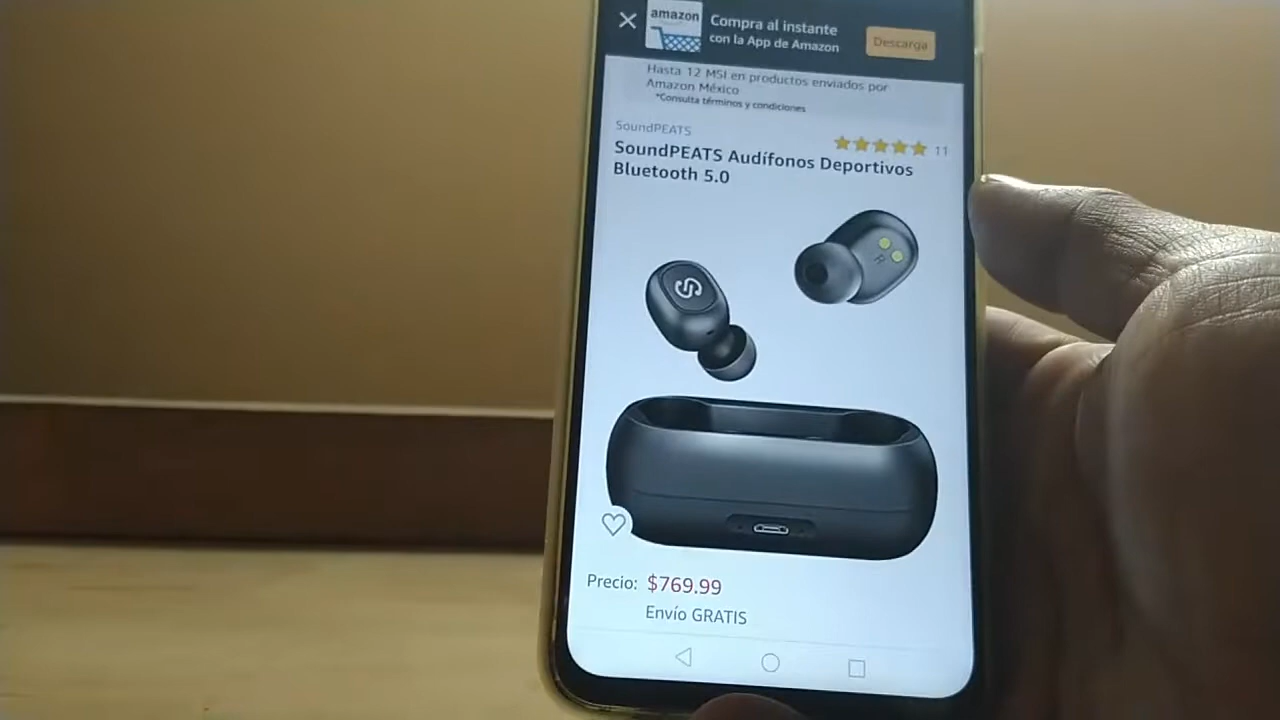 amazon
Compra al instante
con la App de Amazon
Descarga
Hasta 12 MSI en productos enviados por
Amazon México
*Consulta términos y condiciones
SoundPEATS
11
SoundPEATS Audífonos Deportivos
Bluetooth 5.0
R
Precio: $769.99
Envío GRATIS